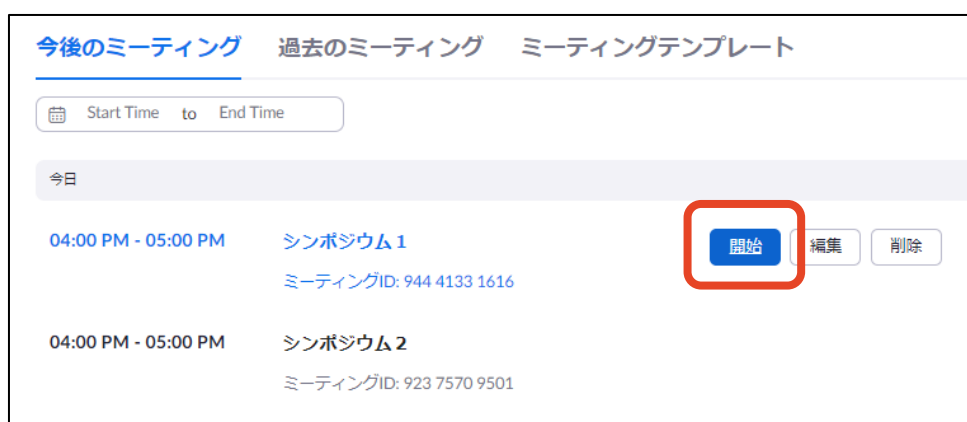 今後のミーティング 過去のミーティング ミーティングテンプレート
Start Time to End Time
今日
04:00 PM - 05:00 PM シンポジウム 1 開始 編集 削除
ミーティングID: 944 4133 1616
04:00 PM - 05:00 PM シンポジウム 2
ミーティングID: 923 7570 9501